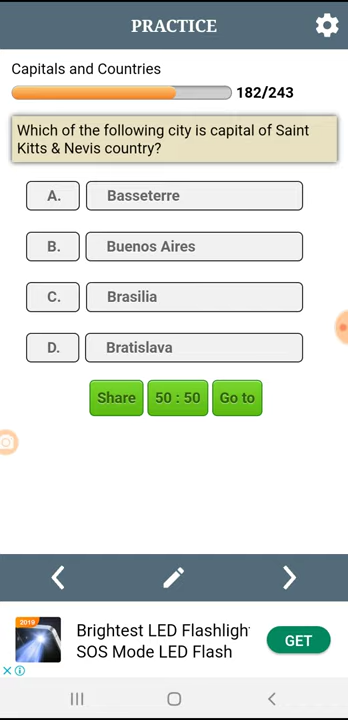 PRACTICE
Capitals and Countries
182/243
Which of the following city is capital of Saint
Kitts & Nevis country?
A. Basseterre
B. Buenos Aires
C. Brasilia
D. Bratislava
Share 50 : 50 Go to
2019
Brightest LED Flashligh
SOS Mode LED Flash
GET